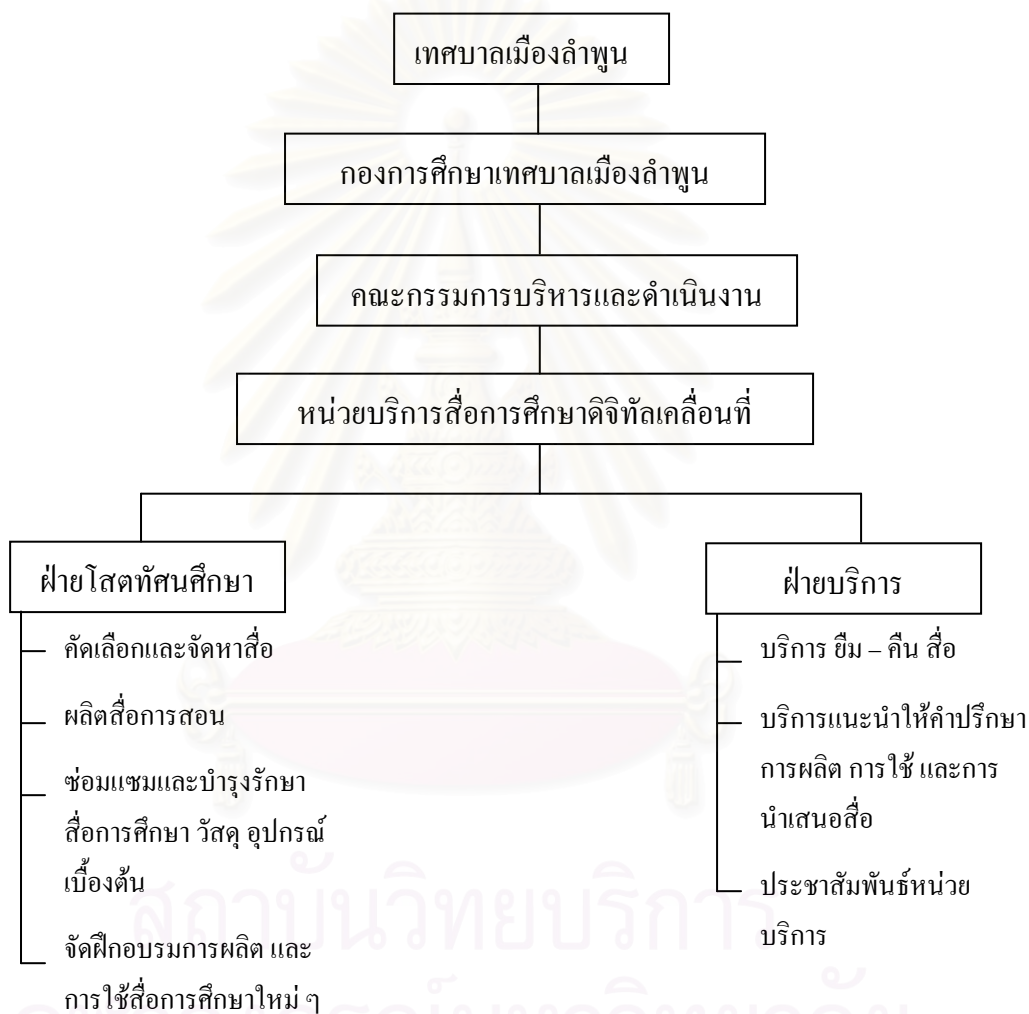 เทศบาลเมืองลำพูน
กองการศึกษาเทศบาลเมืองลำพูน
คณะกรรมการบริหารและดำเนินงาน
หน่วยบริการสื่อการศึกษาดิจิทัลเคลื่อนที่
ฝ่ายโสตทัศนศึกษา
คัดเลือกและจัดหาสื่อ
ผลิตสื่อการสอน
ซ่อมแซมและบำรุงรักษา
สื่อการศึกษา วัสดุ อุปกรณ์
เบื้องต้น
จัดฝึกอบรมการผลิต และ
การใช้สื่อการศึกษาใหม่ ๆ
ฝ่ายบริการ
บริการ ยืม – คืน สื่อ
บริการแนะนำให้คำปรึกษา
การผลิต การใช้ และการ
นำเสนอสื่อ
ประชาสัมพันธ์หน่วย
บริการ
สถาบันวิทยบริการ